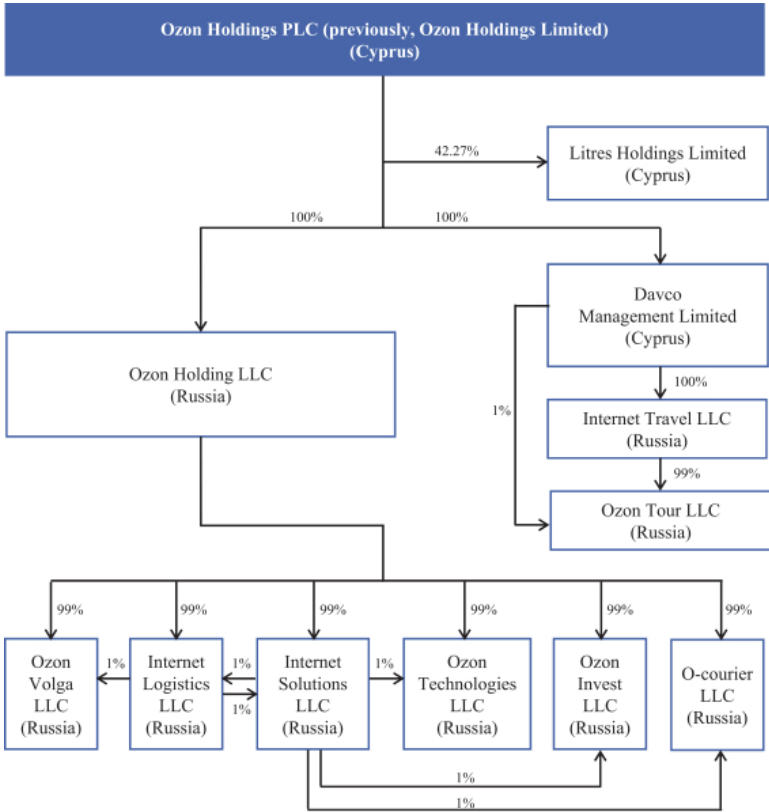 Ozon Holdings PLC (previously, Ozon Holdings Limited)
(Cyprus)
42.27%
Litres Holdings Limited
(Cyprus)
100%
100%
Davco
Management Limited
(Cyprus)
Ozon Holding LLC
(Russia)
100%
1%
Internet Travel LLC
(Russia)
99%
Ozon Tour LLC
(Russia)
99%
99%
99%
99%
99%
99%
Ozon
Volga
LLC
(Russia)
1%
Internet
Logistics
LLC
(Russia)
1%
1%
Internet
Solutions
LLC
(Russia)
1%
Ozon
Technologies
LLC
(Russia)
Ozon
Invest
LLC
(Russia)
O-courier
LLC
(Russia)
1%
1%